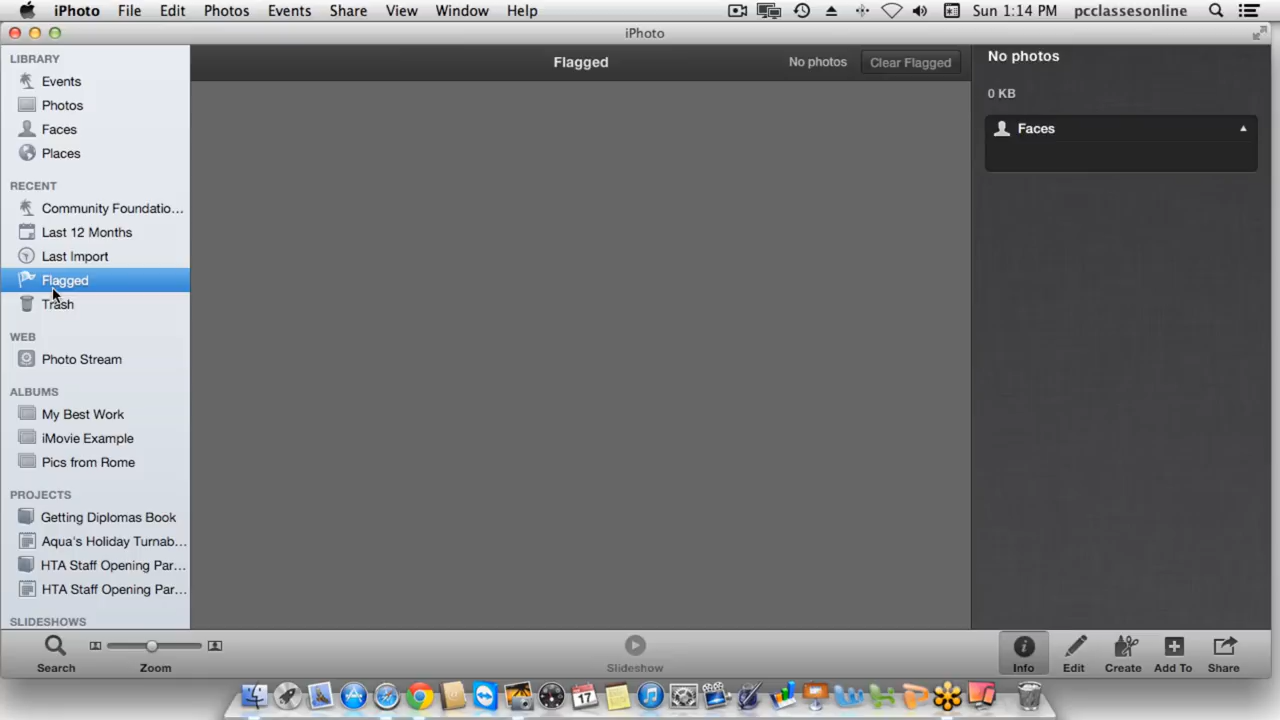 iPhoto File Edit Photos Events Share View Window Help Sun 1:14 PM pcclassesonline
iPhoto
LIBRARY
Events
Photos
Faces
Places
RECENT
Community Foundatio...
Last 12 Months
Last Import
Flagged
Trash
WEB
Photo Stream
ALBUMS
My Best Work
iMovie Example
Pics from Rome
PROJECTS
Getting Diplomas Book
Aqua's Holiday Turnab...
HTA Staff Opening Par...
HTA Staff Opening Par...
SLIDESHOWS
Flagged No photos Clear Flagged
No photos
0 KB
Faces
Search Zoom Slideshow Info Edit Create Add To Share
17